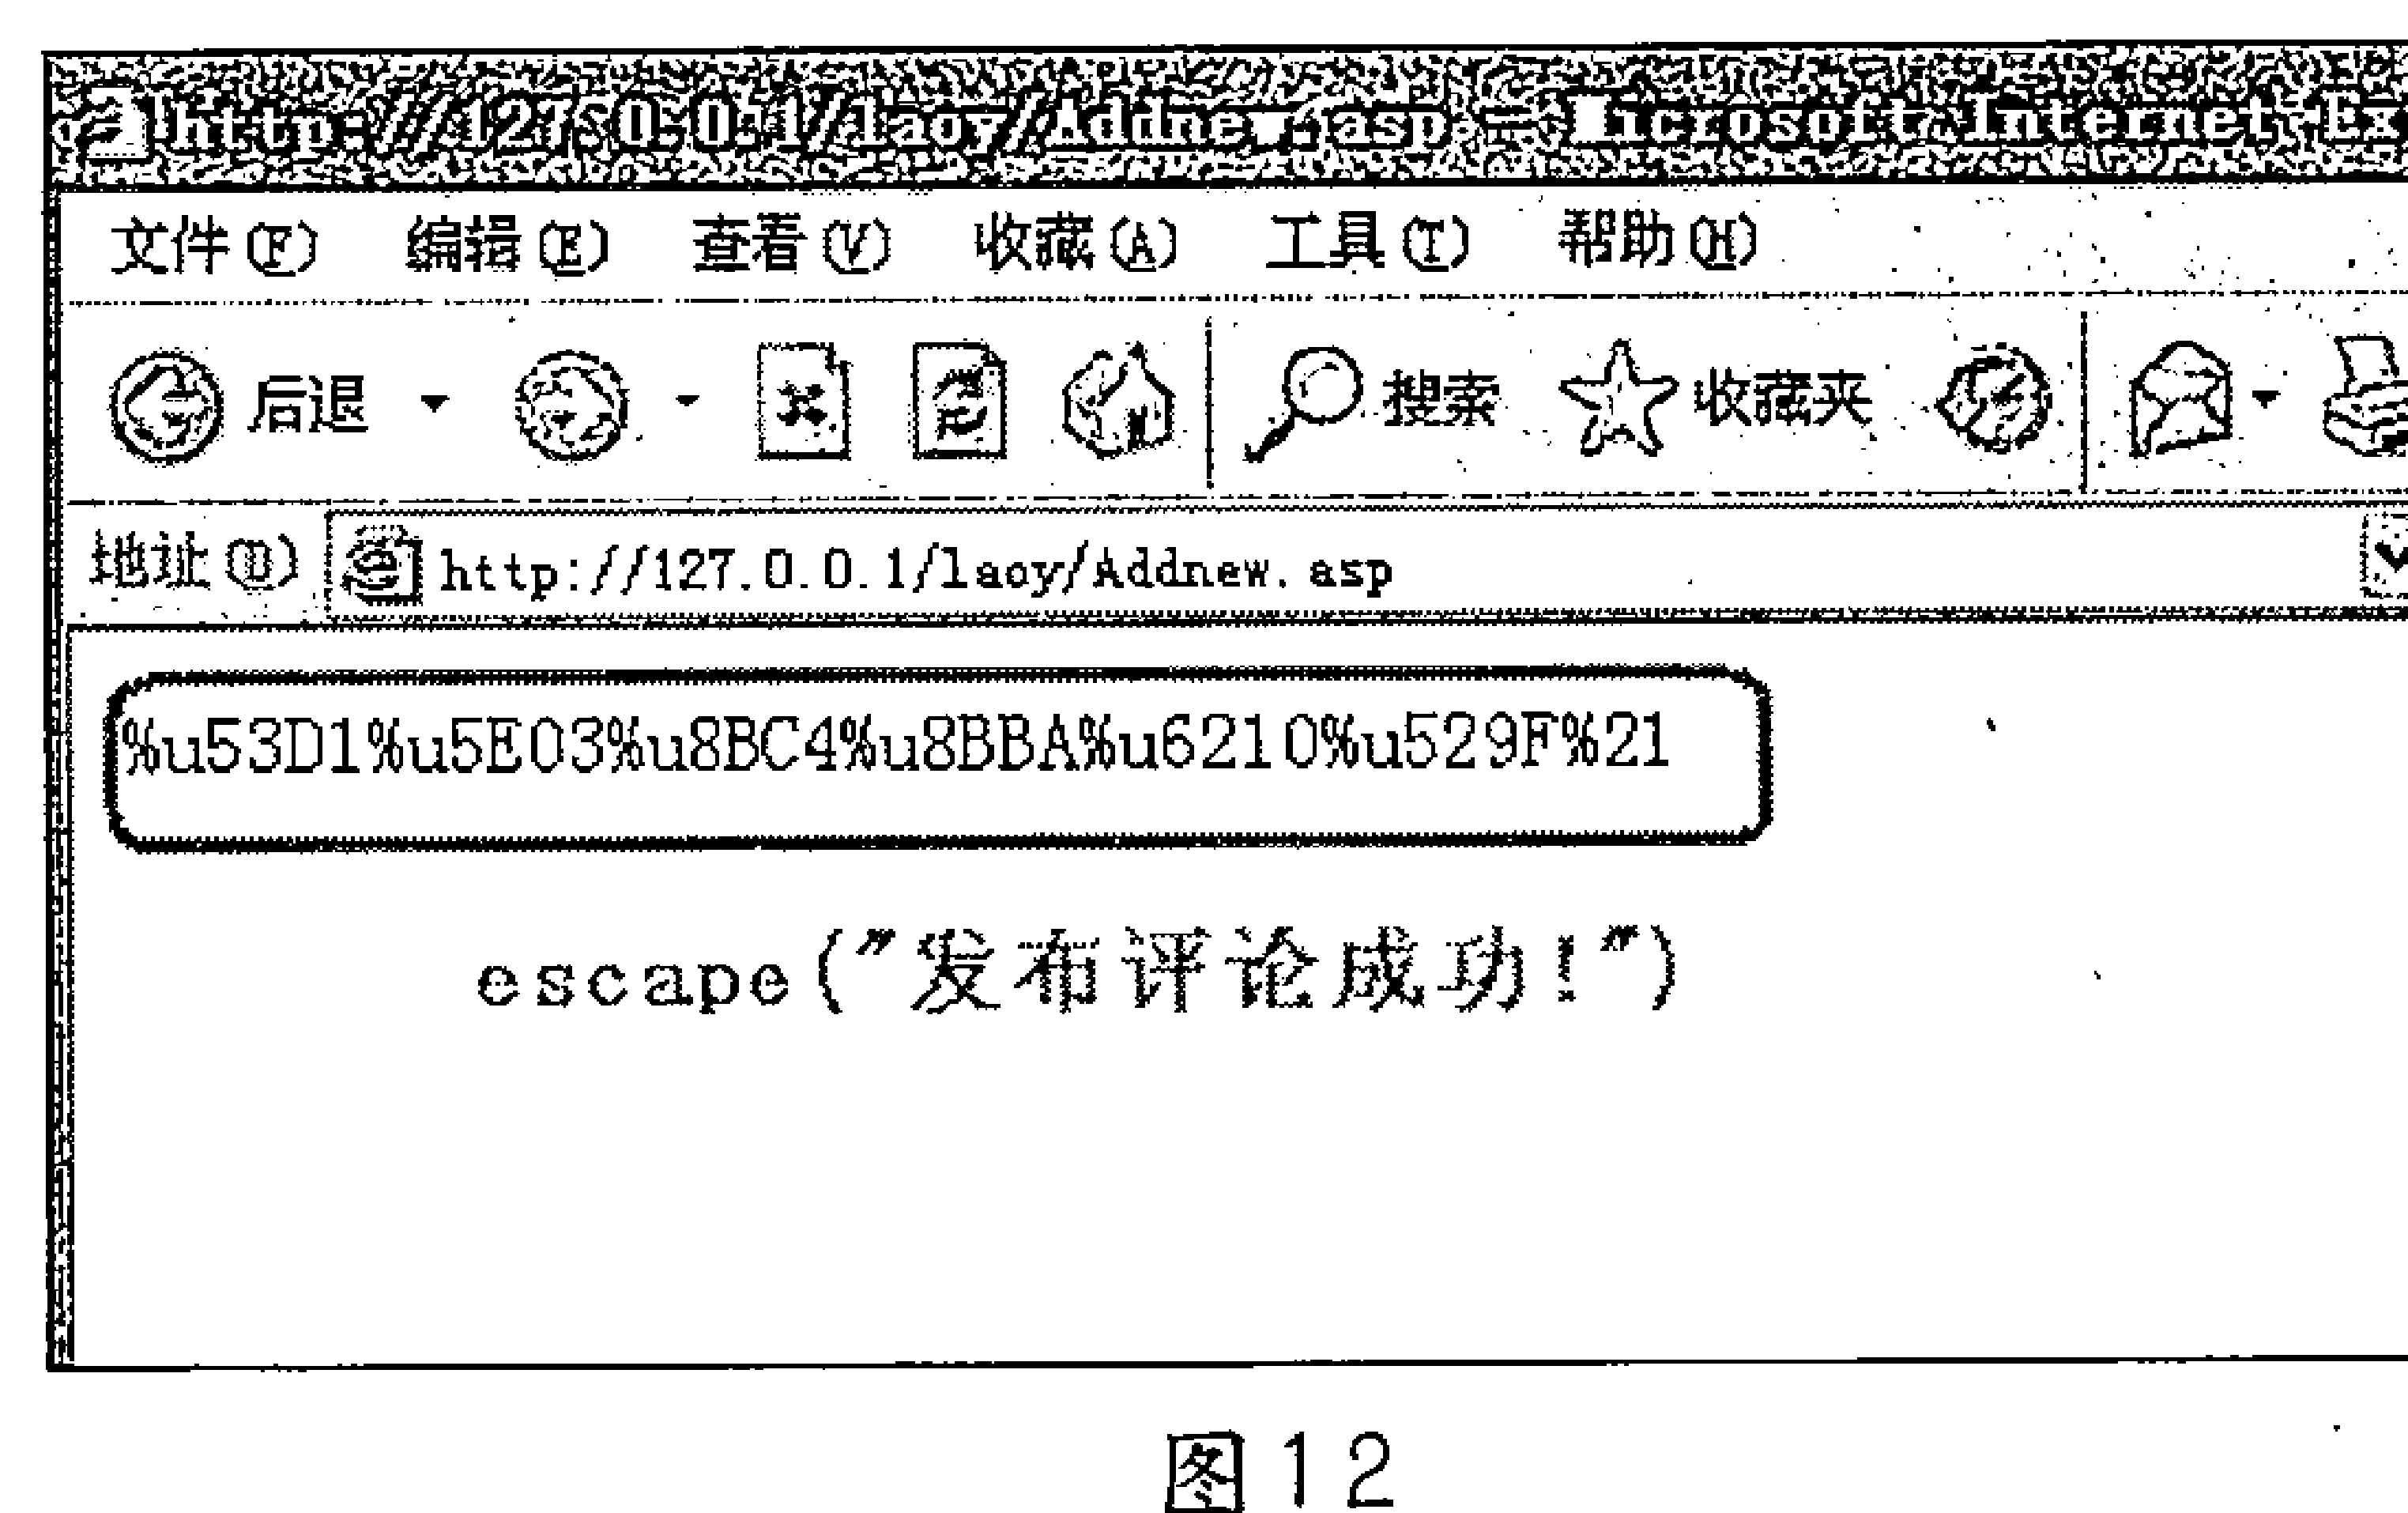 http://127.0.0.1/laoy/Addnew.asp - Microsoft Internet Ex
文件(F) 编辑(E) 查看(V) 收藏(A) 工具(T) 帮助(H)
后退 搜索 收藏夹
地址(D) http://127.0.0.1/laoy/Addnew.asp
%u53D1%u5E03%u8BC4%u8BBA%u6210%u529F%21
escape("发布评论成功!")
图12